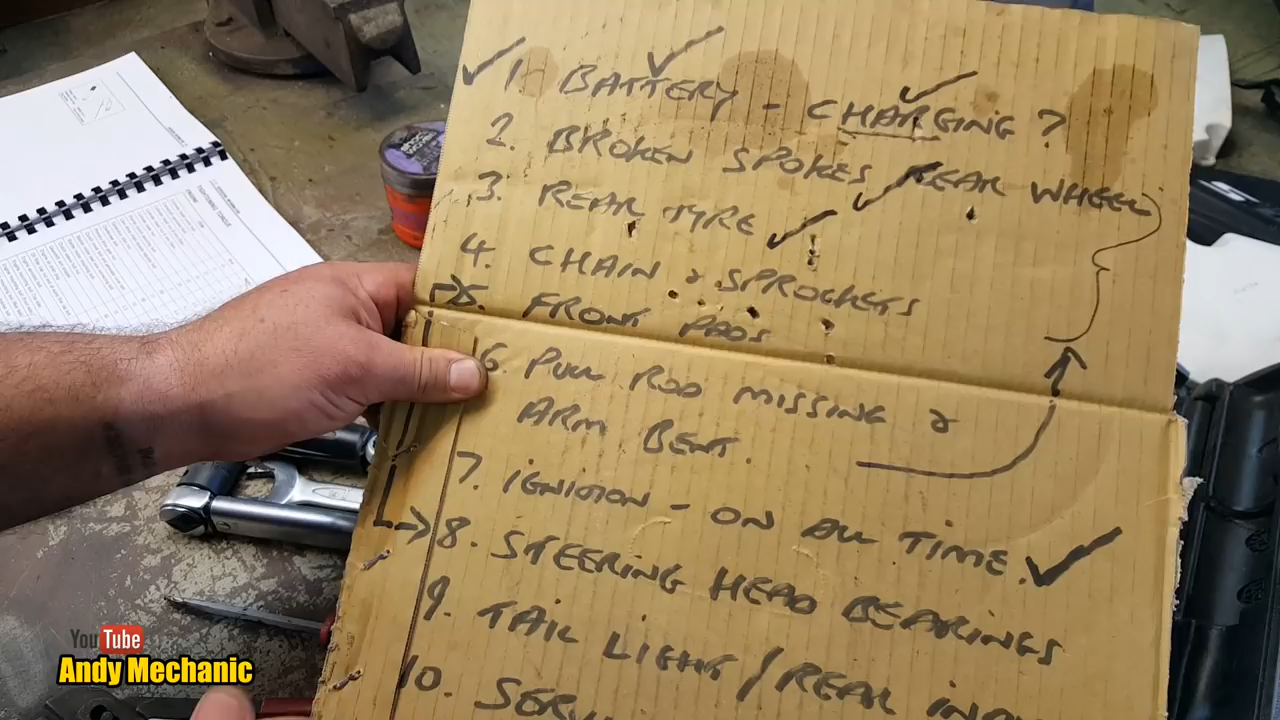 ✓ 1 BATTERY ✓ - CHARGING ? ✓
2. BROKEN SPOKES ✓ REAR WHEEL
3. REAR TYRE ✓
4. CHAIN & SPROCKETS
5. FRONT PADS
6. PULL ROD MISSING &
ARM BENT.
7. IGNITION - ON ALL TIME. ✓
8. STEERING HEAD BEARINGS
9. TAIL LIGHT / REAR
10.
YouTube
Andy Mechanic